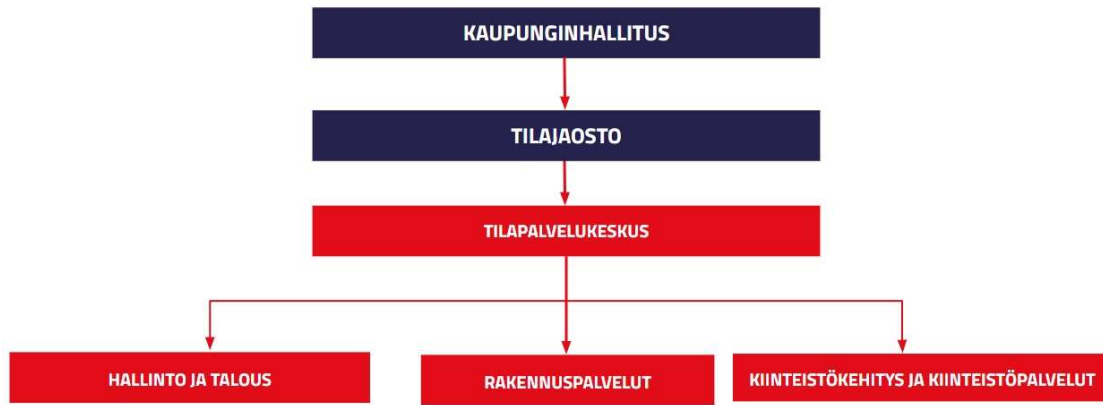 KAUPUNGINHALLITUS
TILAJAOSTO
TILAPALVELUKESKUS
HALLINTO JA TALOUS
RAKENNUSPALVELUT
KIINTEISTÖKEHITYS JA KIINTEISTÖPALVELUT